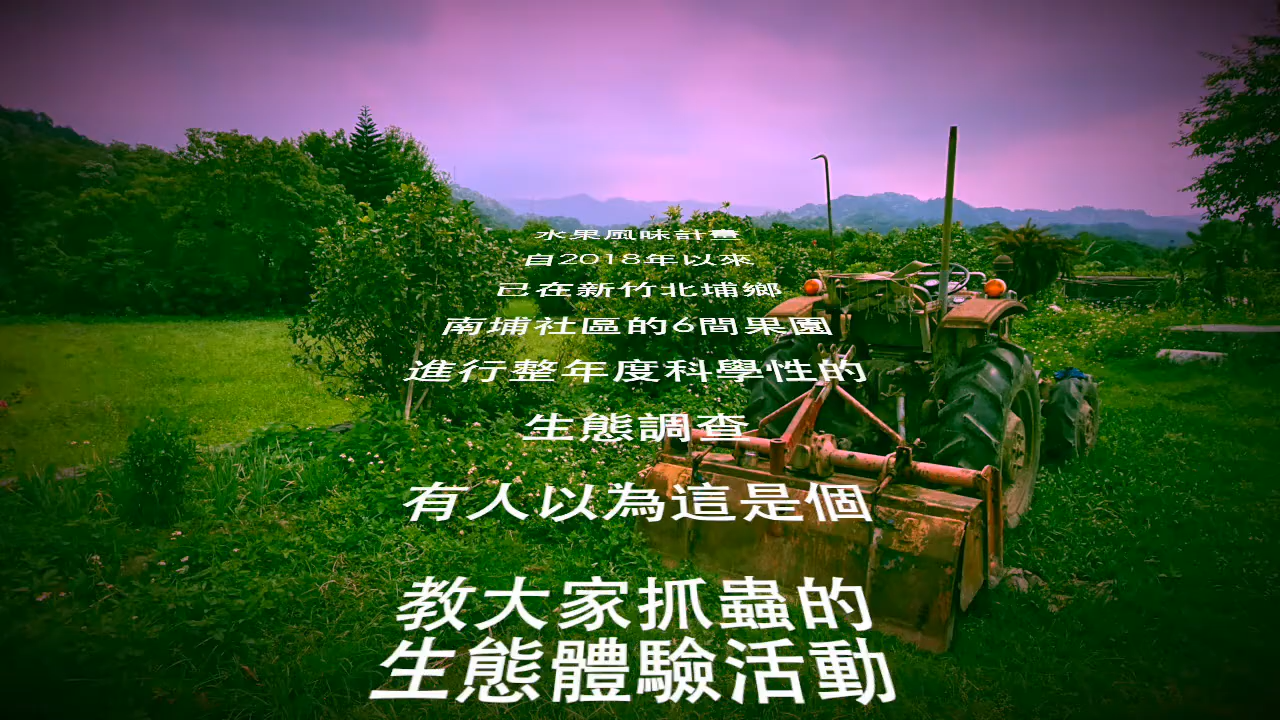 水果風味計畫
自2018年以來
已在新竹北埔鄉
南埔社區的6間果園
進行整年度科學性的
生態調查
有人以為這是個
教大家抓蟲的
生態體驗活動